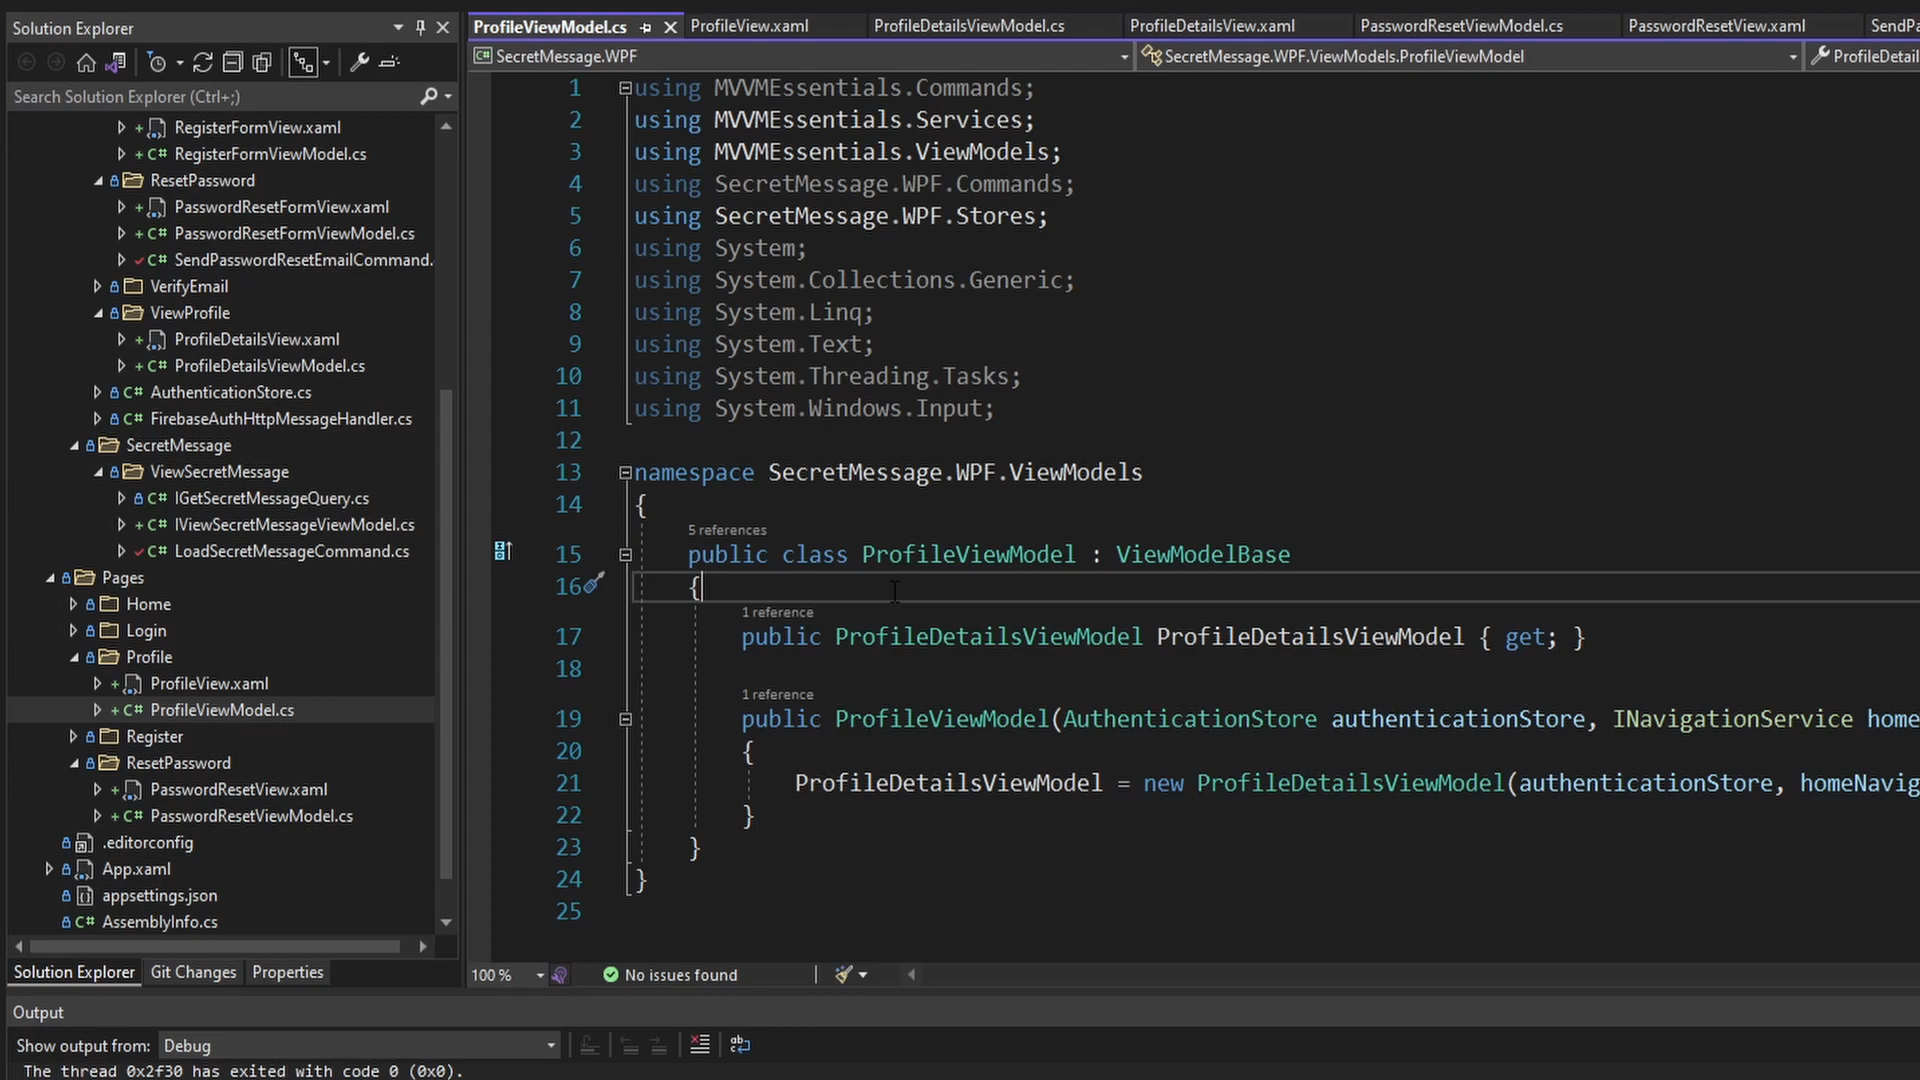 Solution Explorer
Search Solution Explorer (Ctrl+;)
RegisterFormView.xaml
C# RegisterFormViewModel.cs
ResetPassword
PasswordResetFormView.xaml
C# PasswordResetFormViewModel.cs
C# SendPasswordResetEmailCommand.
VerifyEmail
ViewProfile
ProfileDetailsView.xaml
C# ProfileDetailsViewModel.cs
C# AuthenticationStore.cs
C# FirebaseAuthHttpMessageHandler.cs
SecretMessage
ViewSecretMessage
C# IGetSecretMessageQuery.cs
C# IViewSecretMessageViewModel.cs
C# LoadSecretMessageCommand.cs
Pages
Home
Login
Profile
ProfileView.xaml
C# ProfileViewModel.cs
Register
ResetPassword
PasswordResetView.xaml
C# PasswordResetViewModel.cs
.editorconfig
App.xaml
appsettings.json
C# AssemblyInfo.cs
Solution Explorer Git Changes Properties
ProfileViewModel.cs ProfileView.xaml ProfileDetailsViewModel.cs ProfileDetailsView.xaml PasswordResetViewModel.cs PasswordResetView.xaml SendPa
C# SecretMessage.WPF SecretMessage.WPF.ViewModels.ProfileViewModel ProfileDetail
1 using MVVMEssentials.Commands;
2 using MVVMEssentials.Services;
3 using MVVMEssentials.ViewModels;
4 using SecretMessage.WPF.Commands;
5 using SecretMessage.WPF.Stores;
6 using System;
7 using System.Collections.Generic;
8 using System.Linq;
9 using System.Text;
10 using System.Threading.Tasks;
11 using System.Windows.Input;
12
13 namespace SecretMessage.WPF.ViewModels
14 {
5 references
15 public class ProfileViewModel : ViewModelBase
16 {
1 reference
17 public ProfileDetailsViewModel ProfileDetailsViewModel { get; }
18
1 reference
19 public ProfileViewModel(AuthenticationStore authenticationStore, INavigationService home
20 {
21 ProfileDetailsViewModel = new ProfileDetailsViewModel(authenticationStore, homeNavig
22 }
23 }
24 }
25
100 % No issues found
Output
Show output from: Debug
The thread 0x2f30 has exited with code 0 (0x0).